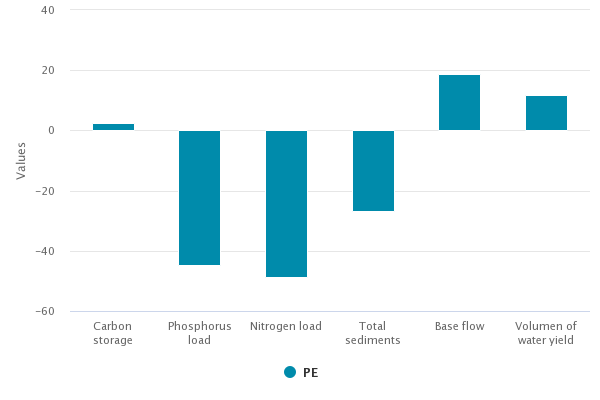 40
20
0
−20
−40
−60
Values
Carbon
storage
Phosphorus
load
Nitrogen load
Total
sediments
Base flow
Volumen of
water yield
PE